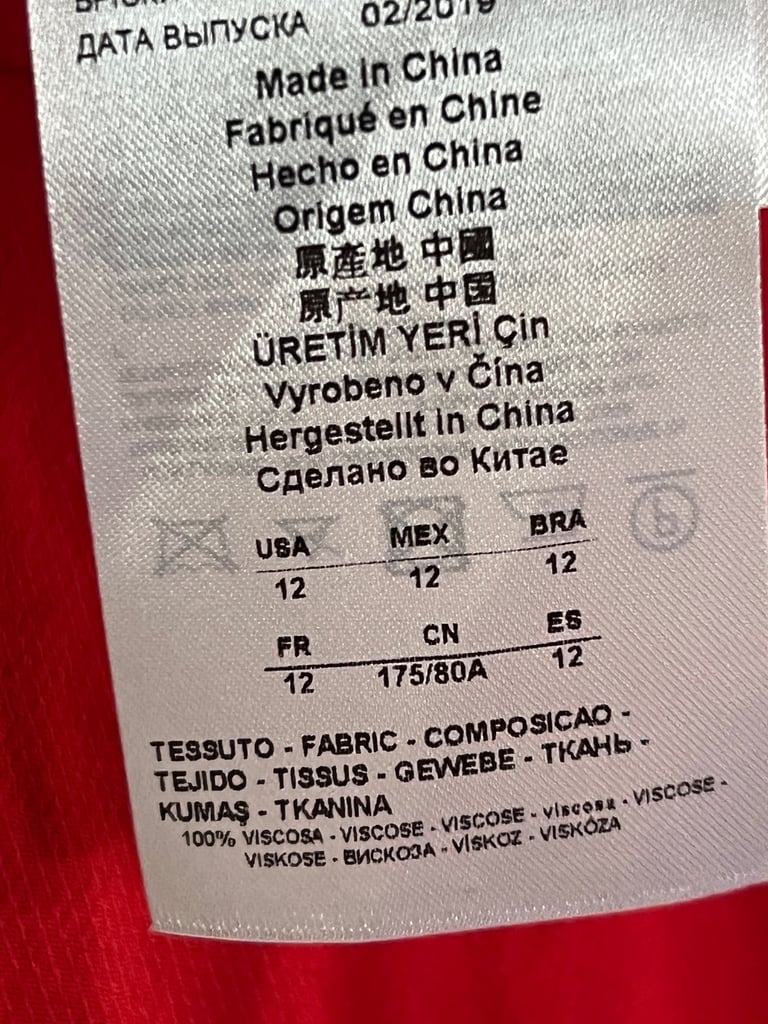 ДАТА ВЫПУСКА 02/2019
Made in China
Fabriqué en Chine
Hecho en China
Origem China
原產地 中國
原产地 中国
ÜRETİM YERİ Çin
Vyrobeno v Čína
Hergestellt in China
Сделано во Китае
USA MEX BRA
12 12 12
FR CN ES
12 175/80A 12
TESSUTO - FABRIC - COMPOSICAO -
TEJIDO - TISSUS - GEWEBE - ТКАНЬ -
KUMAŞ - TKANINA
100% VISCOSA - VISCOSE - VISCOSE - viscosa - VISCOSE -
VISKOSE - ВИСКОЗА - VİSKOZ - VISKÓZA